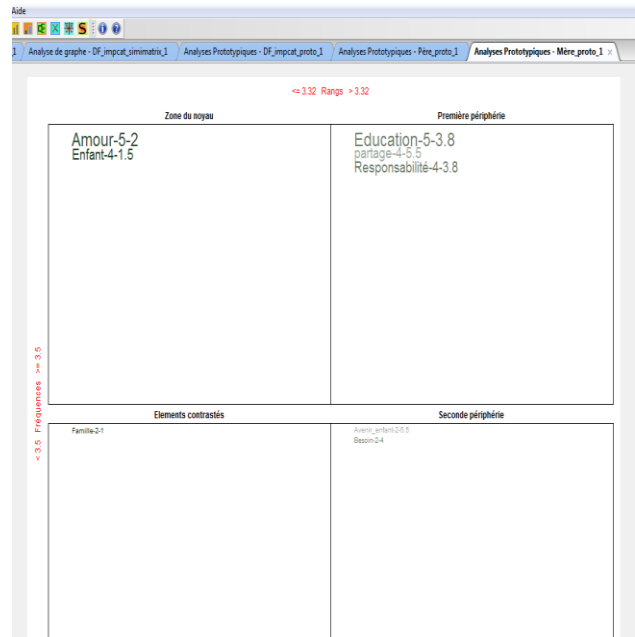 Aide
_1 Analyse de graphe - DF_impcat_simimatrix_1 Analyses Prototypiques - DF_impcat_proto_1 Analyses Prototypiques - Père_proto_1 Analyses Prototypiques - Mère_proto_1
<= 3.32 Rangs > 3.32
Zone du noyau Première périphérie
Amour-5-2
Enfant-4-1.5
Education-5-3.8
partage-4-5.5
Responsabilité-4-3.8
< 3.5 Frequences >= 3.5
Elements contrastés Seconde périphérie
Famille-2-1
Avenir_enfant-2-5.5
Besoin-2-4